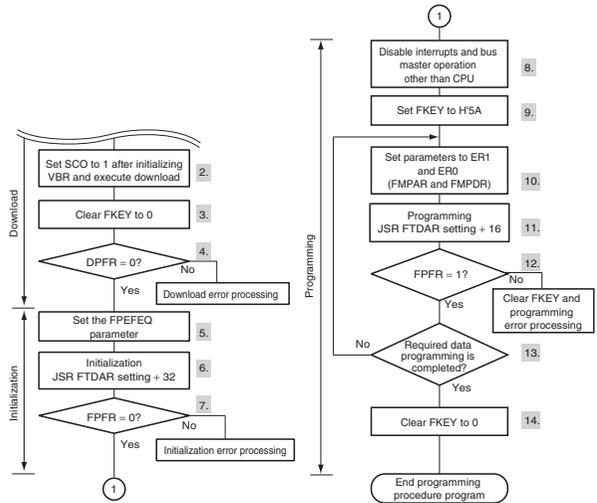 Download
Set SCO to 1 after initializing
VBR and execute download
2.
Clear FKEY to 0
3.
4.
DPFR = 0?
No
Yes
Download error processing
Initialization
Set the FPEFEQ
parameter
5.
Initialization
JSR FTDAR setting + 32
6.
7.
FPFR = 0?
No
Yes
Initialization error processing
1
1
Programming
Disable interrupts and bus
master operation
other than CPU
8.
Set FKEY to H'5A
9.
Set parameters to ER1
and ER0
(FMPAR and FMPDR)
10.
Programming
JSR FTDAR setting + 16
11.
12.
FPFR = 1?
No
Yes
Clear FKEY and
programming
error processing
No
Required data
programming is
completed?
13.
Yes
Clear FKEY to 0
14.
End programming
procedure program